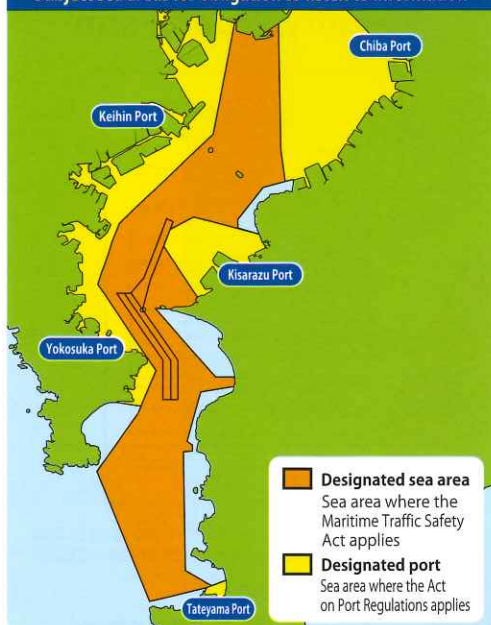 Chiba Port
Keihin Port
Kisarazu Port
Yokosuka Port
Designated sea area
Sea area where the
Maritime Traffic Safety
Act applies
Designated port
Sea area where the Act
on Port Regulations applies
Tateyama Port